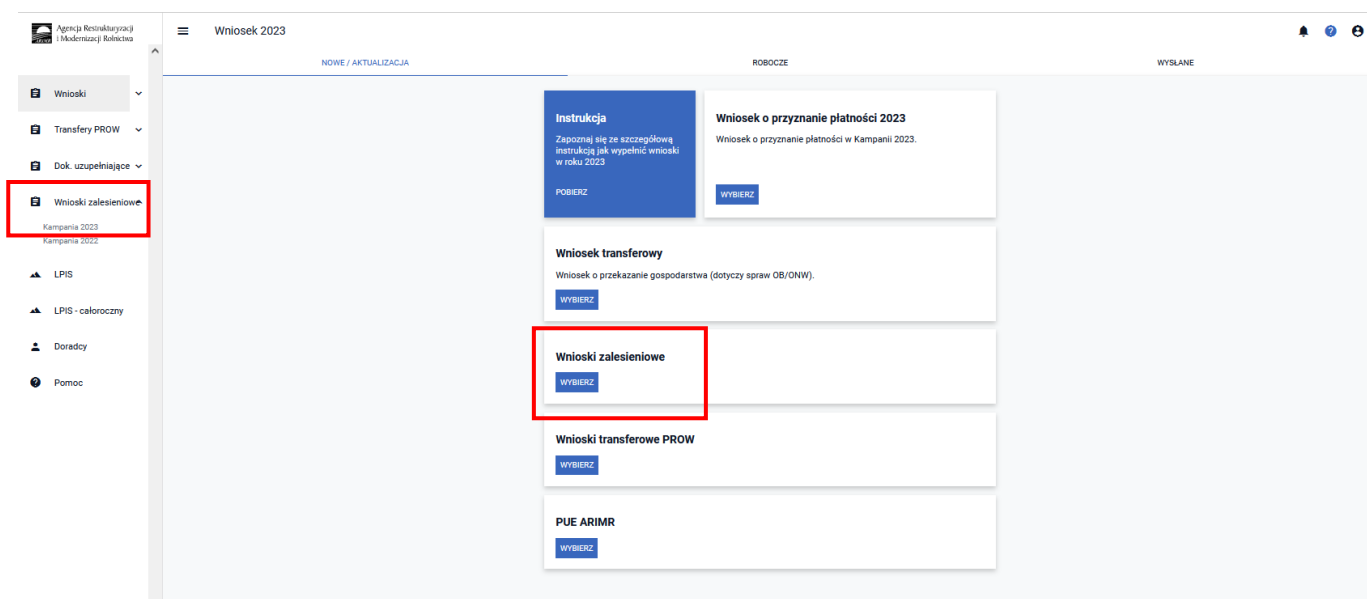 Agencja Restrukturyzacji
i Modernizacji Rolnictwa
Wniosek 2023
NOWE / AKTUALIZACJA
ROBOCZE
WYSŁANE
Wnioski
Transfery PROW
Dok. uzupełniające
Wnioski zalesieniowe
Kampania 2023
Kampania 2022
LPIS
LPIS - całoroczny
Doradcy
Pomoc
Instrukcja
Zapoznaj się ze szczegółową
instrukcją jak wypełnić wnioski
w roku 2023
POBIERZ
Wniosek o przyznanie płatności 2023
Wniosek o przyznanie płatności w Kampanii 2023.
WYBIERZ
Wniosek transferowy
Wniosek o przekazanie gospodarstwa (dotyczy spraw OB/ONW).
WYBIERZ
Wnioski zalesieniowe
WYBIERZ
Wnioski transferowe PROW
WYBIERZ
PUE ARIMR
WYBIERZ